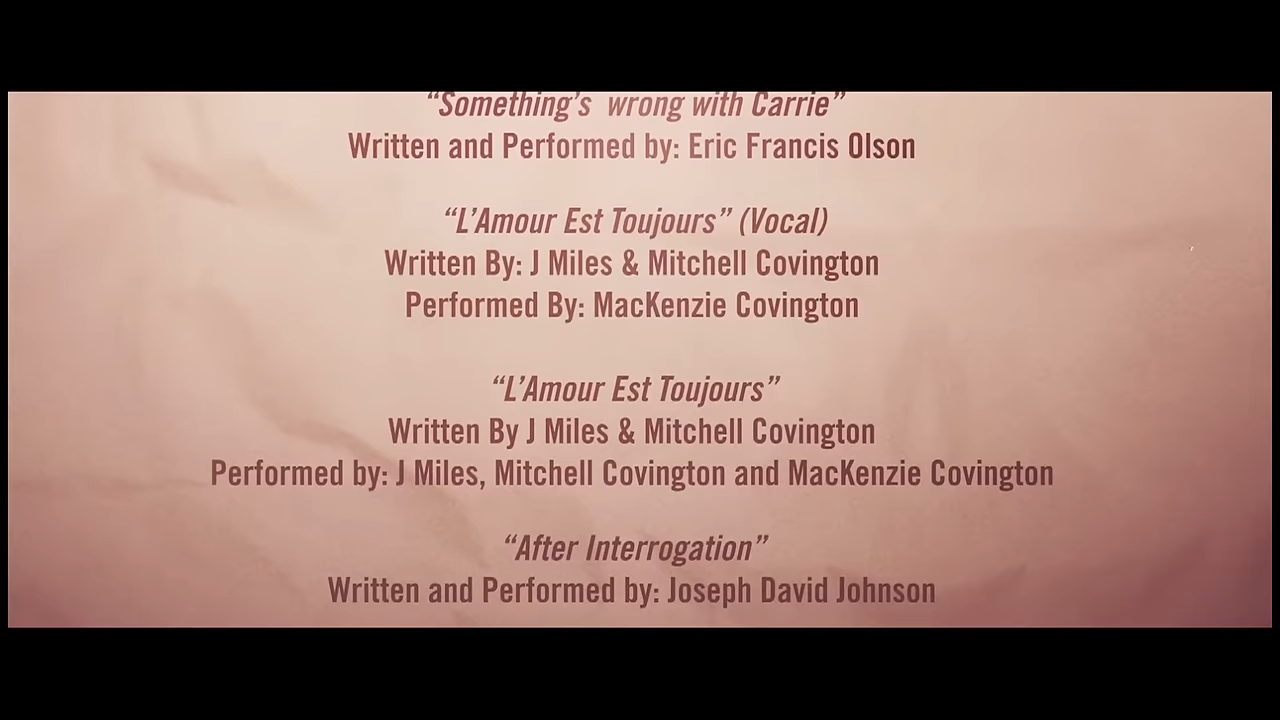 “Something’s  wrong with Carrie”
Written and Performed by: Eric Francis Olson
“L’Amour Est Toujours” (Vocal)
Written By: J Miles & Mitchell Covington
Performed By: MacKenzie Covington
“L’Amour Est Toujours”
Written By J Miles & Mitchell Covington
Performed by: J Miles, Mitchell Covington and MacKenzie Covington
“After Interrogation”
Written and Performed by: Joseph David Johnson